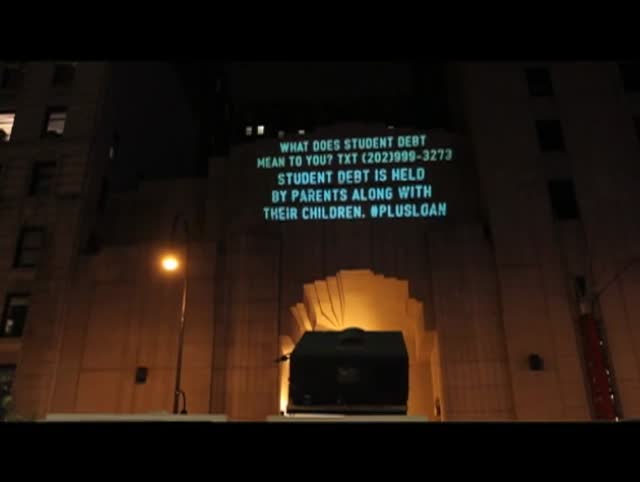 WHAT DOES STUDENT DEBT
MEAN TO YOU? TXT (202)999-3273
STUDENT DEBT IS HELD
BY PARENTS ALONG WITH
THEIR CHILDREN. #PLUSLOAN